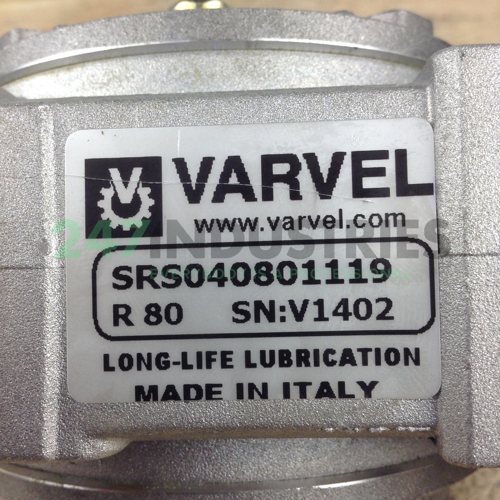 VARVEL
www.varvel.com
247INDUSTRIES
SRS040801119
R 80 SN:V1402
LONG-LIFE LUBRICATION
MADE IN ITALY